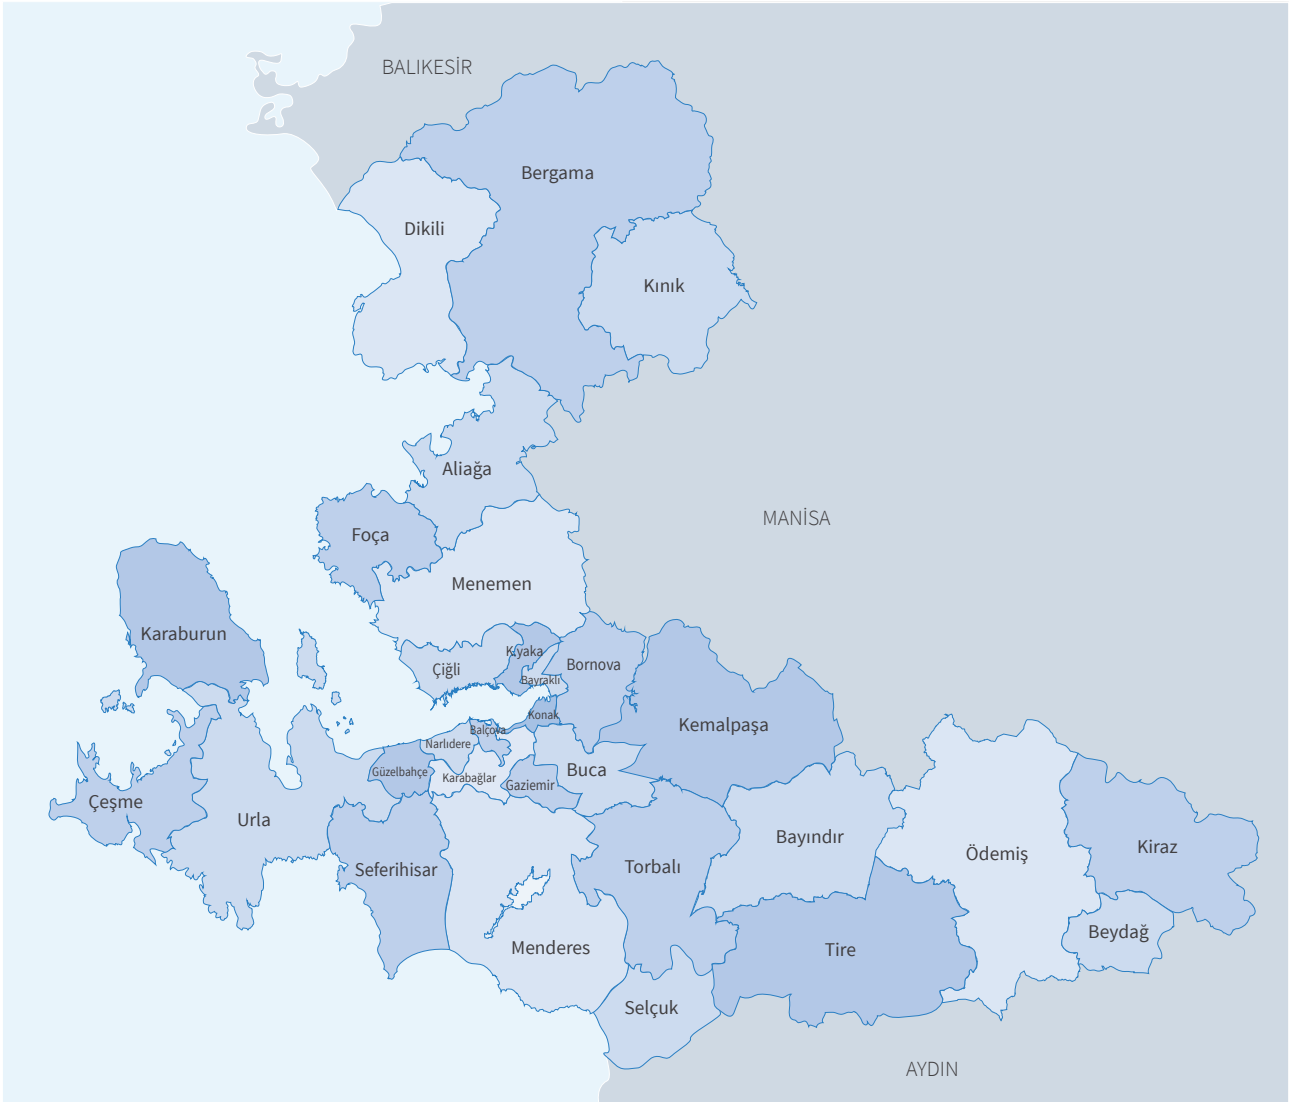 BALIKESİR
Bergama
Dikili
Kınık
Aliağa
MANİSA
Foça
Menemen
Karaburun
K.yaka
Çiğli
Bornova
Bayraklı
Konak
Kemalpaşa
Balçova
Narlıdere
Güzelbahçe
Karabağlar
Buca
Gaziemir
Çeşme
Urla
Bayındır
Kiraz
Ödemiş
Seferihisar
Torbalı
Beydağ
Menderes
Tire
Selçuk
AYDIN